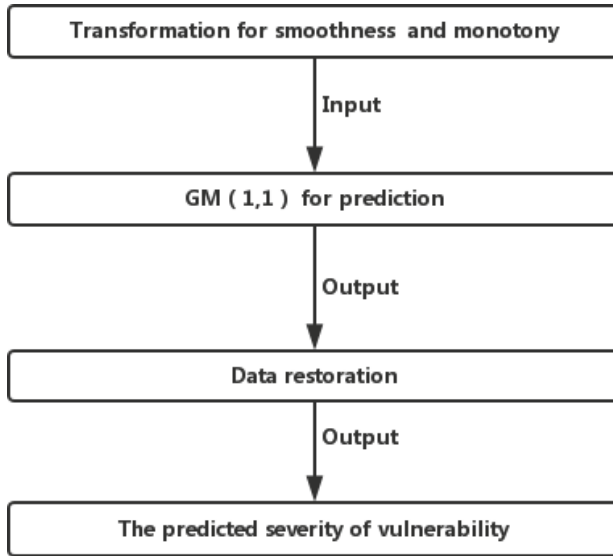 Transformation for smoothness and monotony
Input
GM ( 1,1 ) for prediction
Output
Data restoration
Output
The predicted severity of vulnerability